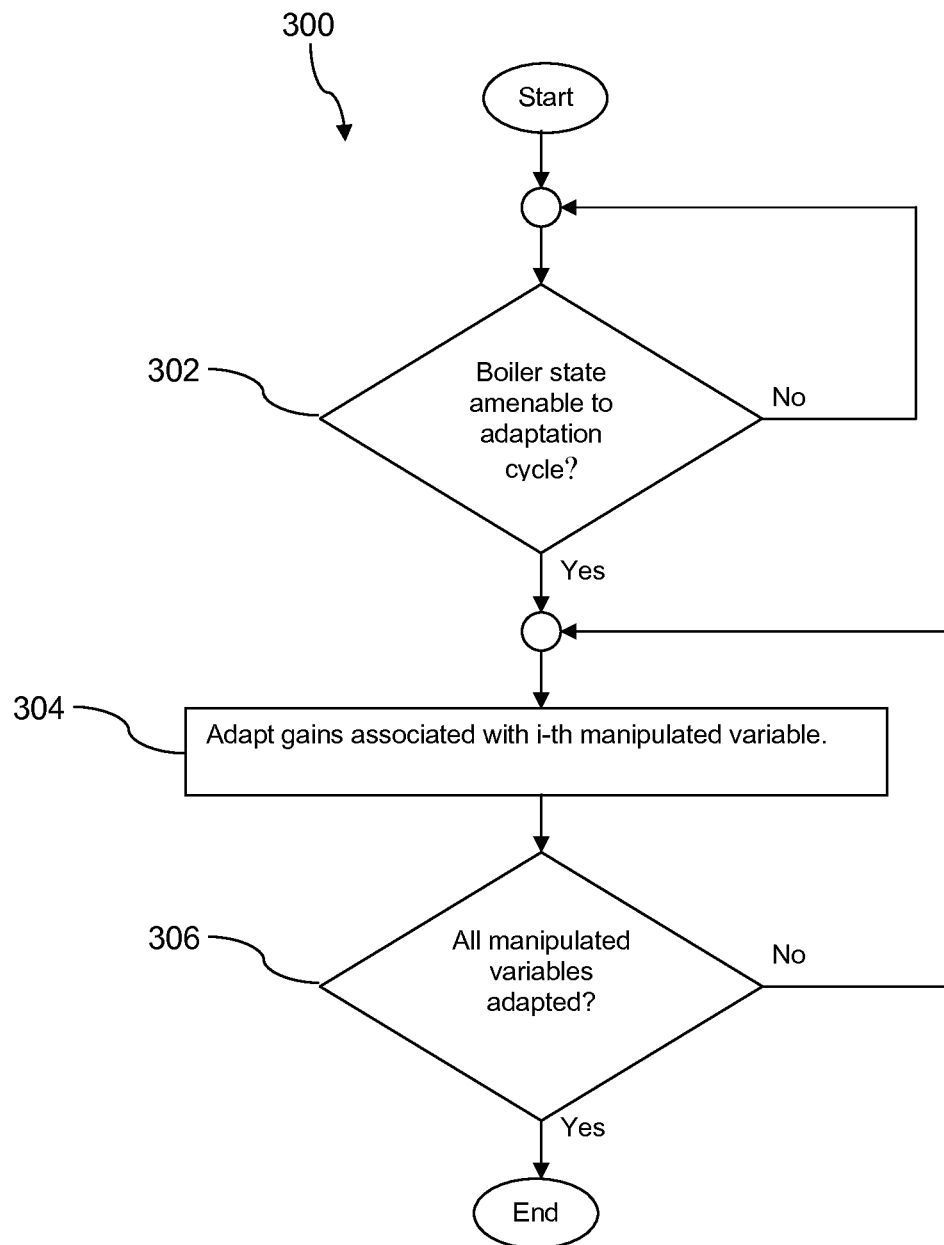 300
Start
302
Boiler state
amenable to
adaptation
cycle?
No
Yes
304
Adapt gains associated with i-th manipulated variable.
306
All manipulated
variables
adapted?
No
Yes
End